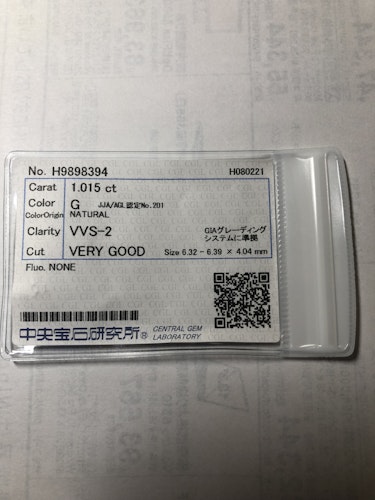 No. H9898394 H080221
Carat 1.015 ct
Color G JJA/AGL認定No.201
ColorOrigin NATURAL
Clarity VVS-2 GIAグレーディング
システムに準拠
Cut VERY GOOD Size 6.32 - 6.39 × 4.04 mm
Fluo. NONE
中央宝石研究所® CENTRAL GEM
LABORATORY